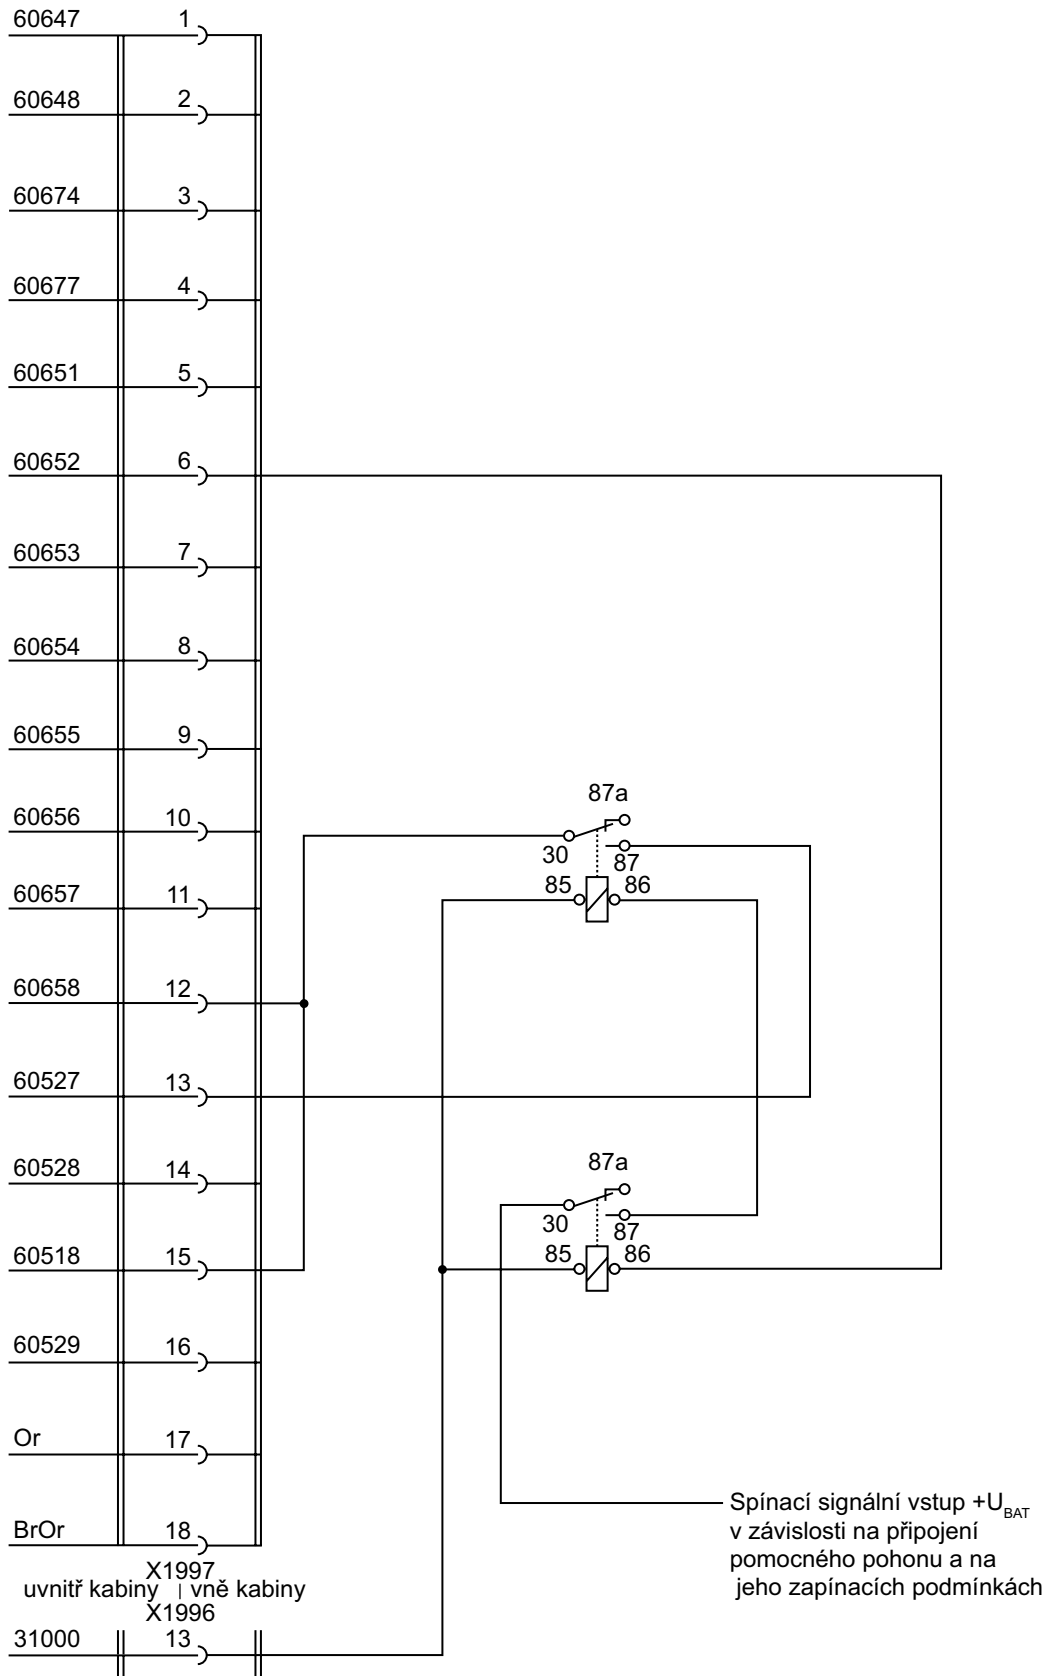 60647 1
60648 2
60674 3
60677 4
60651 5
60652 6
60653 7
60654 8
60655 9
60656 10
60657 11
60658 12
60527 13
60528 14
60518 15
60529 16
Or 17
BrOr 18
X1997
uvnitř kabiny | vně kabiny
X1996
31000 13
87a
30
87
85
86
87a
30
87
85
86
Spínací signální vstup +U_BAT
v závislosti na připojení
pomocného pohonu a na
jeho zapínacích podmínkách